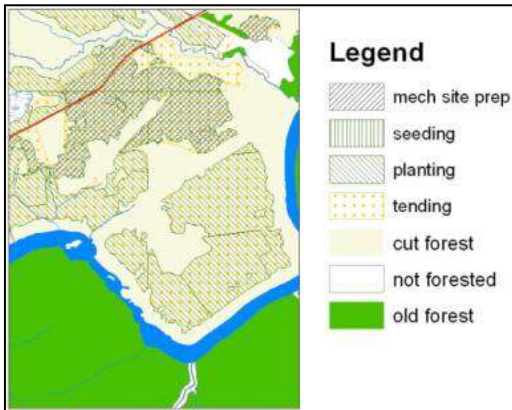 Legend
mech site prep
seeding
planting
tending
cut forest
not forested
old forest